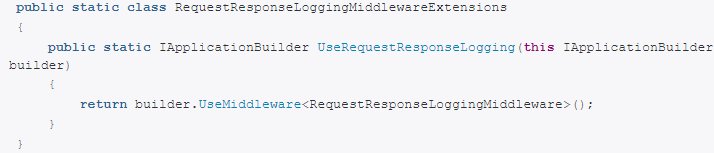 public static class RequestResponseLoggingMiddlewareExtensions
{
public static IApplicationBuilder UseRequestResponseLogging(this IApplicationBuilder
builder)
{
return builder.UseMiddleware<RequestResponseLoggingMiddleware>();
}
}